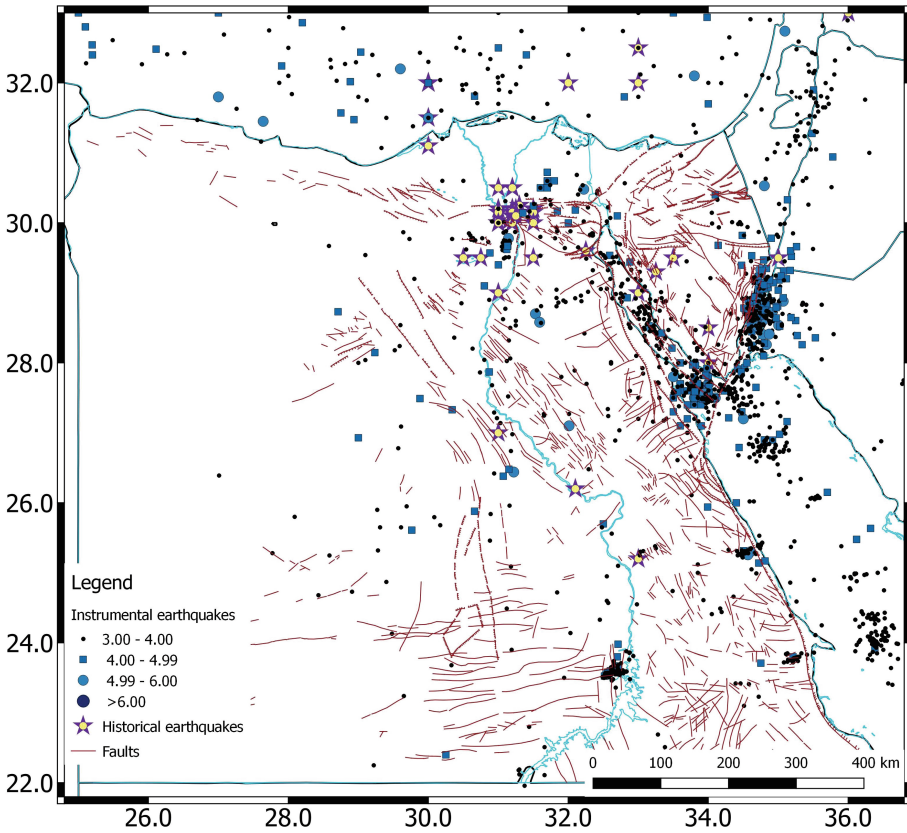 32.0
30.0
28.0
26.0
24.0
22.0
Legend
Instrumental earthquakes
3.00 - 4.00
4.00 - 4.99
4.99 - 6.00
>6.00
Historical earthquakes
Faults
0 100 200 300 400 km
26.0 28.0 30.0 32.0 34.0 36.0